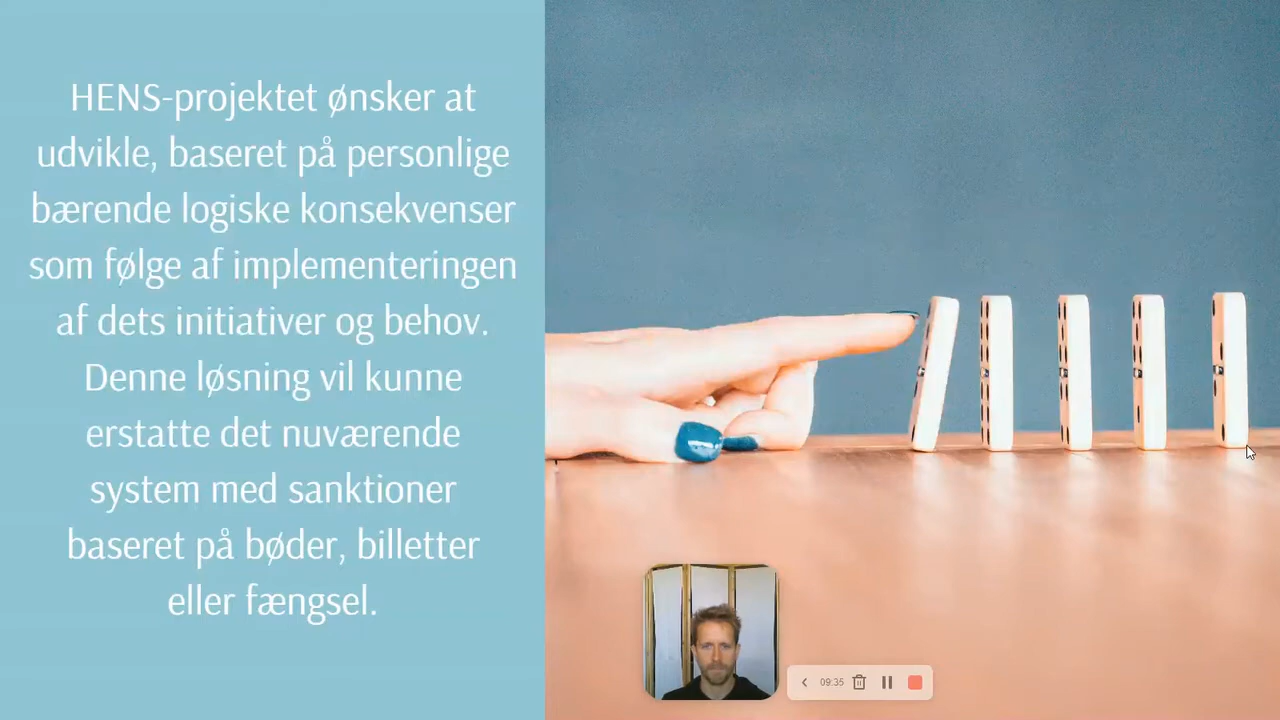 HENS-projektet ønsker at
udvikle, baseret på personlige
bærende logiske konsekvenser
som følge af implementeringen
af dets initiativer og behov.
Denne løsning vil kunne
erstatte det nuværende
system med sanktioner
baseret på bøder, billetter
eller fængsel.
09:35